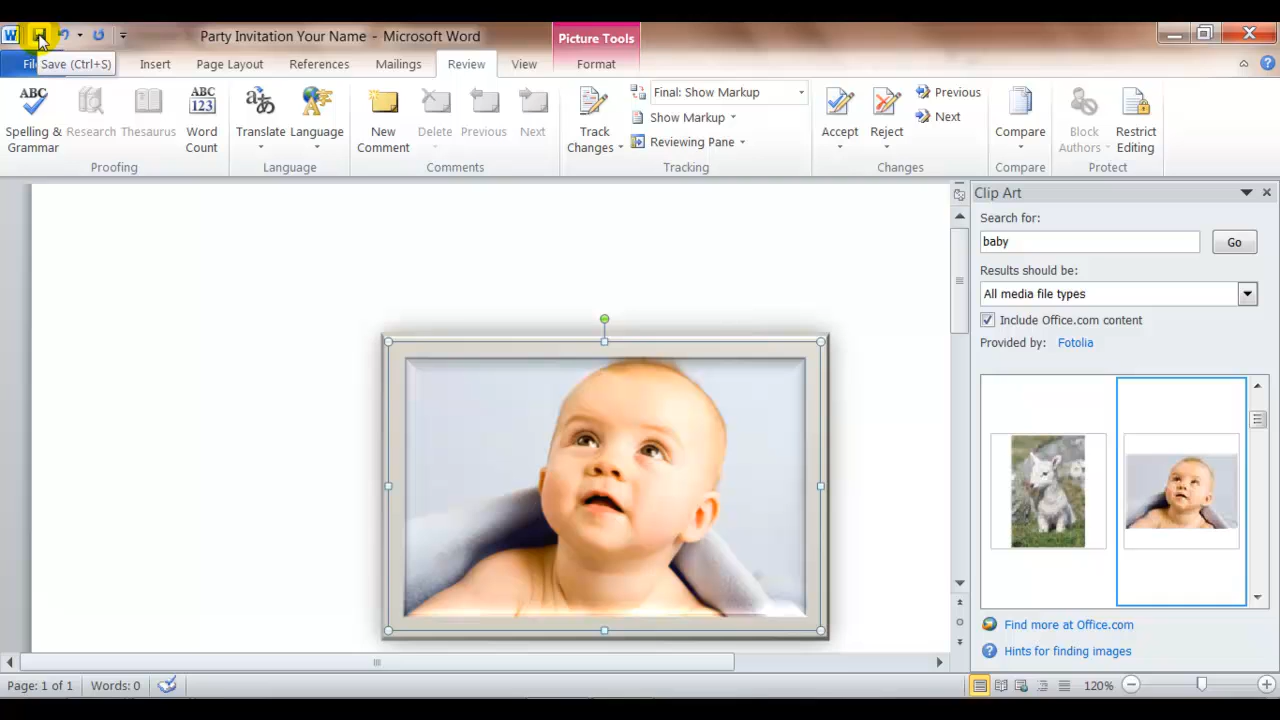 Party Invitation Your Name - Microsoft Word
Picture Tools
Save (Ctrl+S)
Insert
Page Layout
References
Mailings
Review
View
Format
ABC
Spelling & Grammar
Research
Thesaurus
ABC
123
Word Count
Proofing
Translate
Language
Language
New Comment
Delete
Previous
Next
Comments
Track Changes
Final: Show Markup
Show Markup
Reviewing Pane
Tracking
Accept
Reject
Previous
Next
Changes
Compare
Compare
Block Authors
Restrict Editing
Protect
Clip Art
Search for:
baby
Go
Results should be:
All media file types
Include Office.com content
Provided by: Fotolia
Find more at Office.com
Hints for finding images
Page: 1 of 1
Words: 0
120%